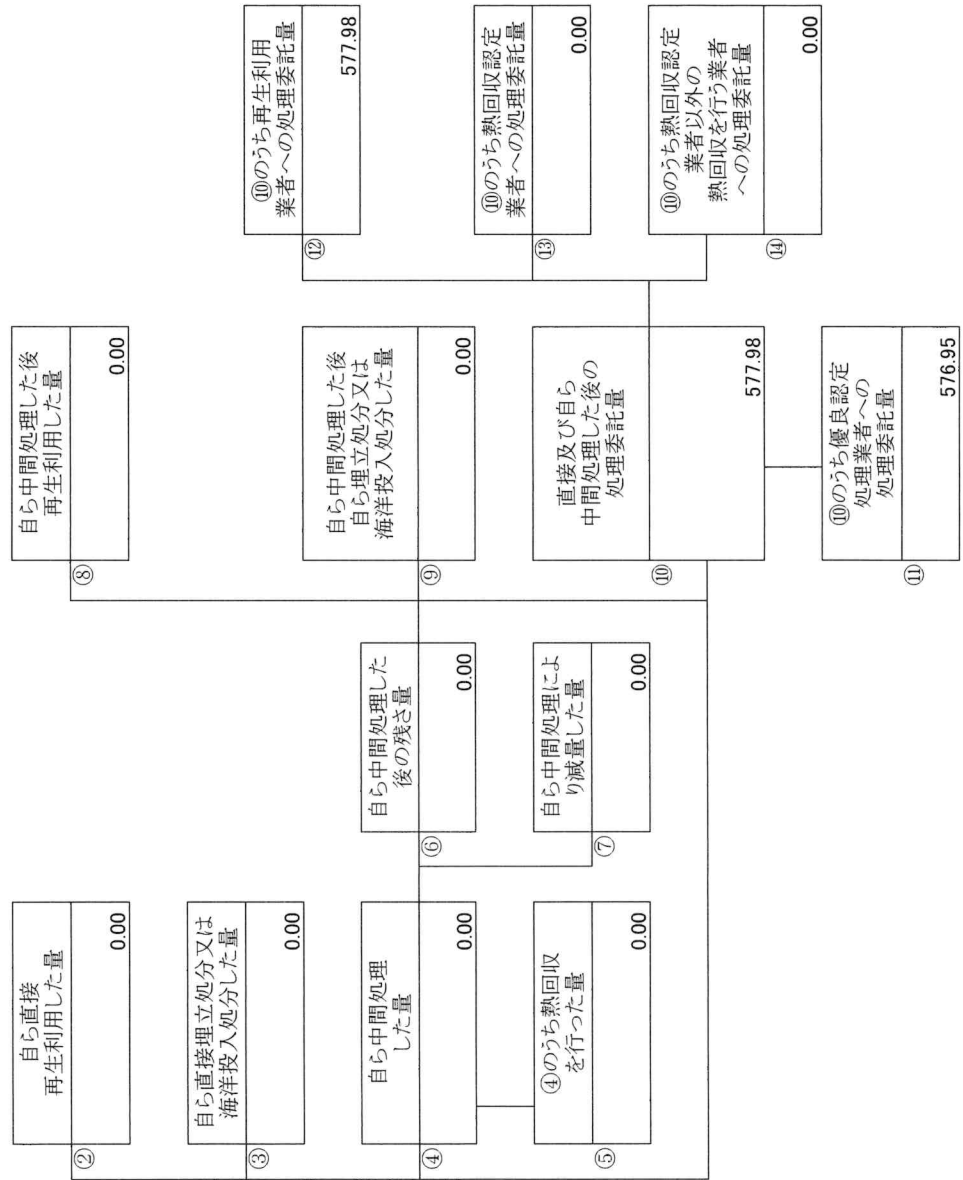 ②
自ら直接
再生利用した量
0.00
③
自ら直接埋立処分又は
海洋投入処分した量
0.00
④
自ら中間処理
した量
0.00
⑤
④のうち熱回収
を行った量
0.00
⑥
自ら中間処理した
後の残さ量
0.00
⑦
自ら中間処理によ
り減量した量
0.00
⑧
自ら中間処理した後
再生利用した量
0.00
⑨
自ら中間処理した後
自ら埋立処分又は
海洋投入処分した量
0.00
⑩
直接及び自ら
中間処理した後の
処理委託量
577.98
⑪
⑩のうち優良認定
処理業者への
処理委託量
576.95
⑫
⑩のうち再生利用
業者への処理委託量
577.98
⑬
⑩のうち熱回収認定
業者への処理委託量
0.00
⑭
⑩のうち熱回収認定
業者以外の
熱回収を行う業者
への処理委託量
0.00